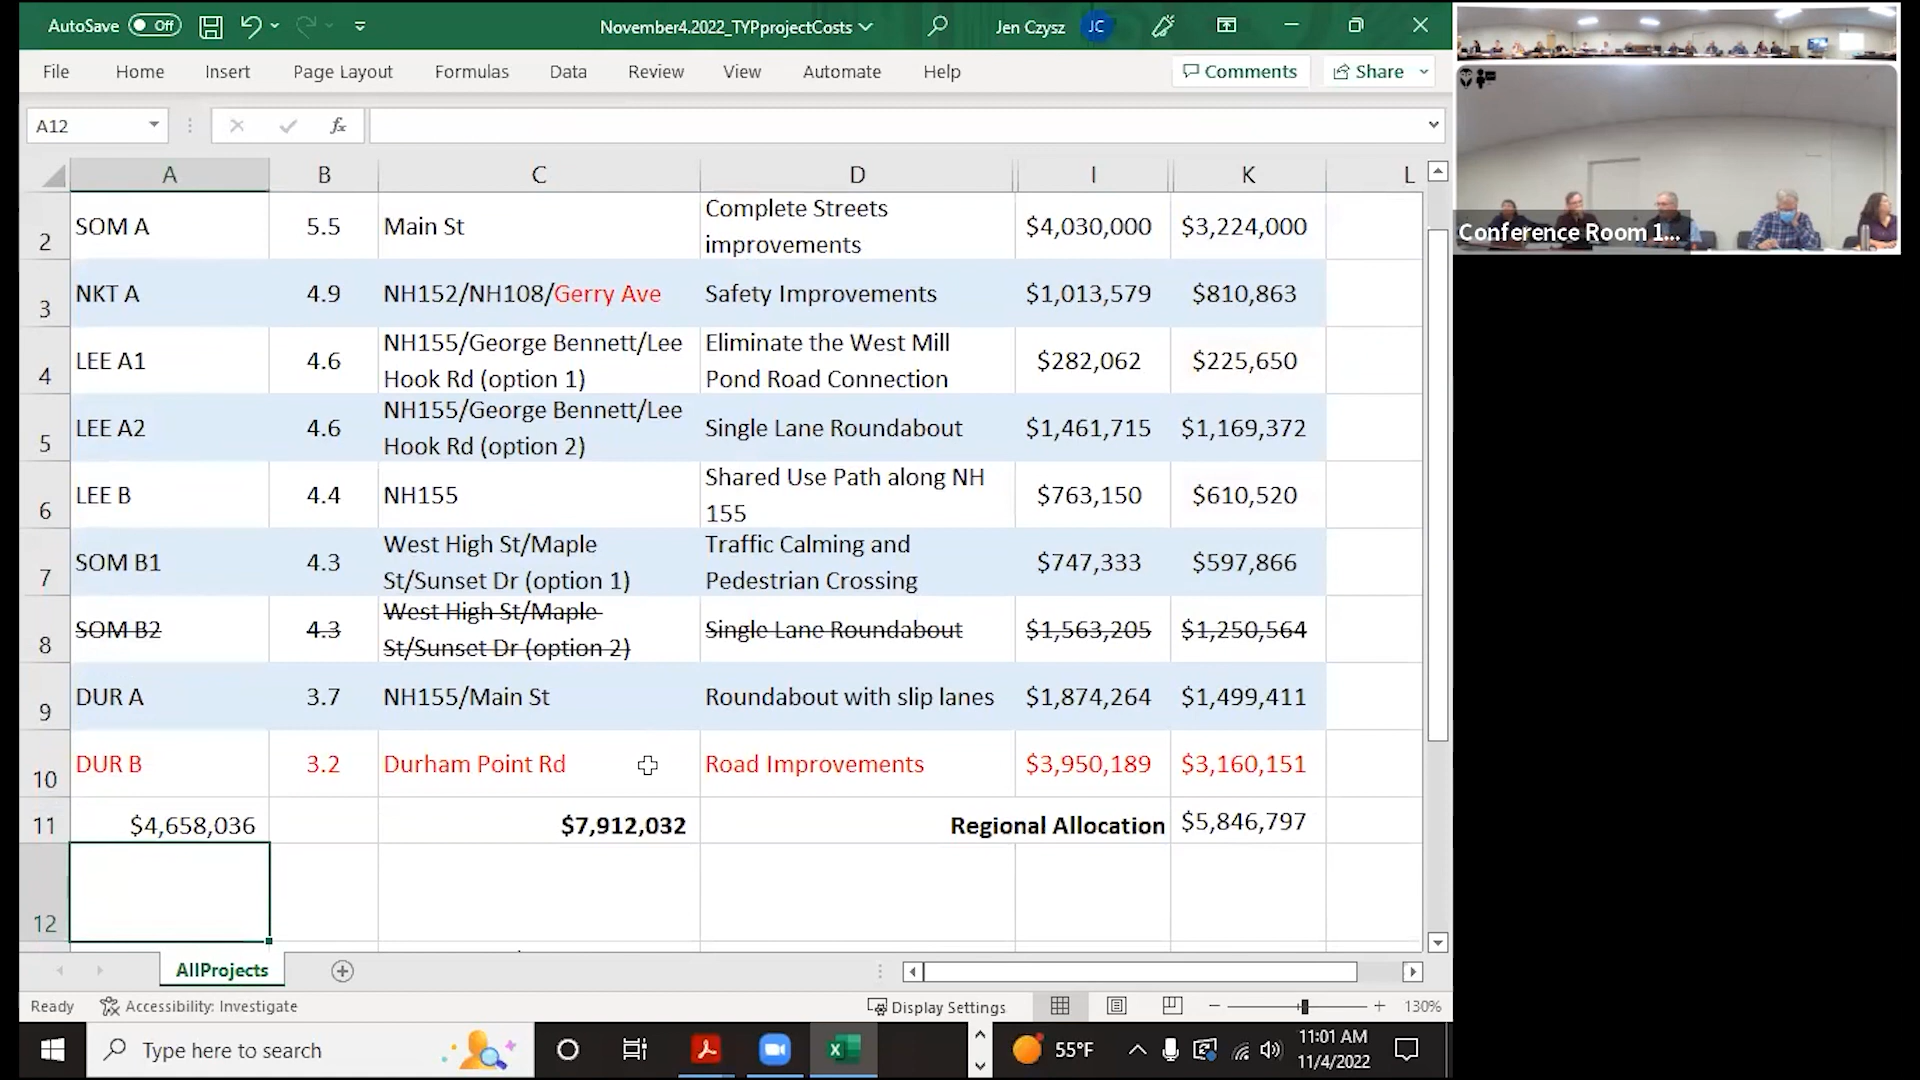 AutoSave Off
November4.2022_TYPprojectCosts
Jen Czysz JC
File Home Insert Page Layout Formulas Data Review View Automate Help Comments Share
A12 fx
A B C D I K L
2 SOM A 5.5 Main St Complete Streets improvements $4,030,000 $3,224,000
3 NKT A 4.9 NH152/NH108/Gerry Ave Safety Improvements $1,013,579 $810,863
4 LEE A1 4.6 NH155/George Bennett/Lee Hook Rd (option 1) Eliminate the West Mill Pond Road Connection $282,062 $225,650
5 LEE A2 4.6 NH155/George Bennett/Lee Hook Rd (option 2) Single Lane Roundabout $1,461,715 $1,169,372
6 LEE B 4.4 NH155 Shared Use Path along NH 155 $763,150 $610,520
7 SOM B1 4.3 West High St/Maple St/Sunset Dr (option 1) Traffic Calming and Pedestrian Crossing $747,333 $597,866
8 SOM B2 4.3 West High St/Maple St/Sunset Dr (option 2) Single Lane Roundabout $1,563,205 $1,250,564
9 DUR A 3.7 NH155/Main St Roundabout with slip lanes $1,874,264 $1,499,411
10 DUR B 3.2 Durham Point Rd Road Improvements $3,950,189 $3,160,151
11 $4,658,036 $7,912,032 Regional Allocation $5,846,797
12
AllProjects
Ready Accessibility: Investigate Display Settings 130%
Type here to search 55°F 11:01 AM
11/4/2022
Conference Room 1...